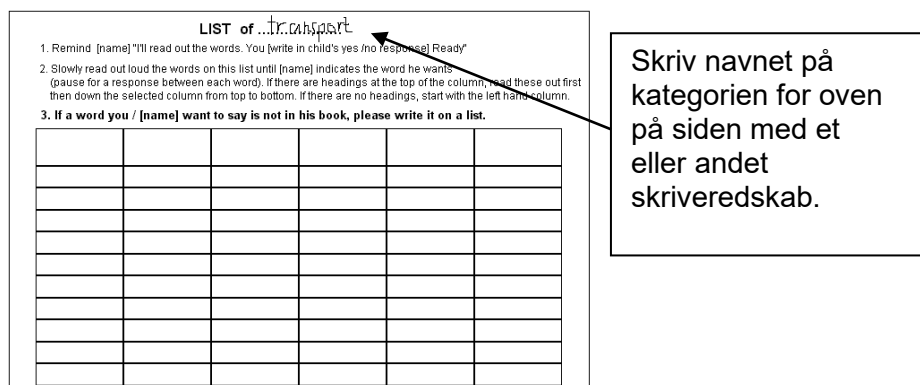 LIST of ...transport
1. Remind [name] "I'll read out the words. You [write in child's yes /no response] Ready"
2. Slowly read out loud the words on this list until [name] indicates the word he wants
(pause for a response between each word). If there are headings at the top of the column, read these out first
then down the selected column from top to bottom. If there are no headings, start with the left hand column.
3. If a word you / [name] want to say is not in his book, please write it on a list.
Skriv navnet på
kategorien for oven
på siden med et
eller andet
skriveredskab.